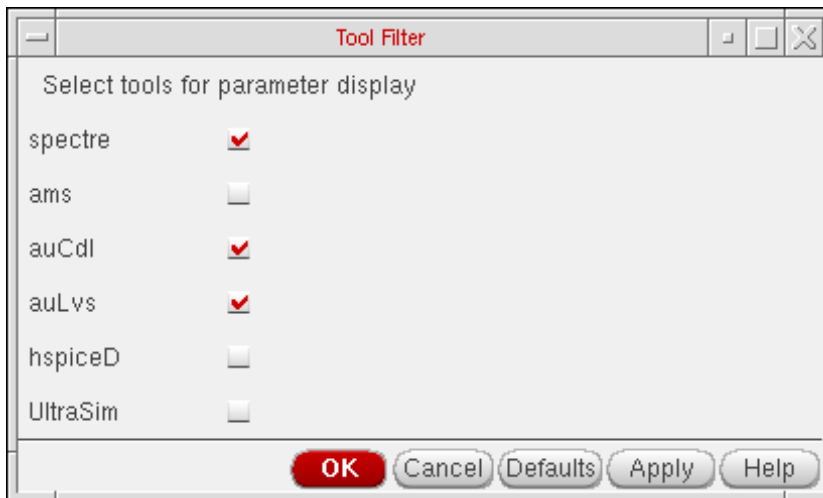 Tool Filter
Select tools for parameter display
spectre
ams
auCdl
auLvs
hspiceD
UltraSim
OK Cancel Defaults Apply Help